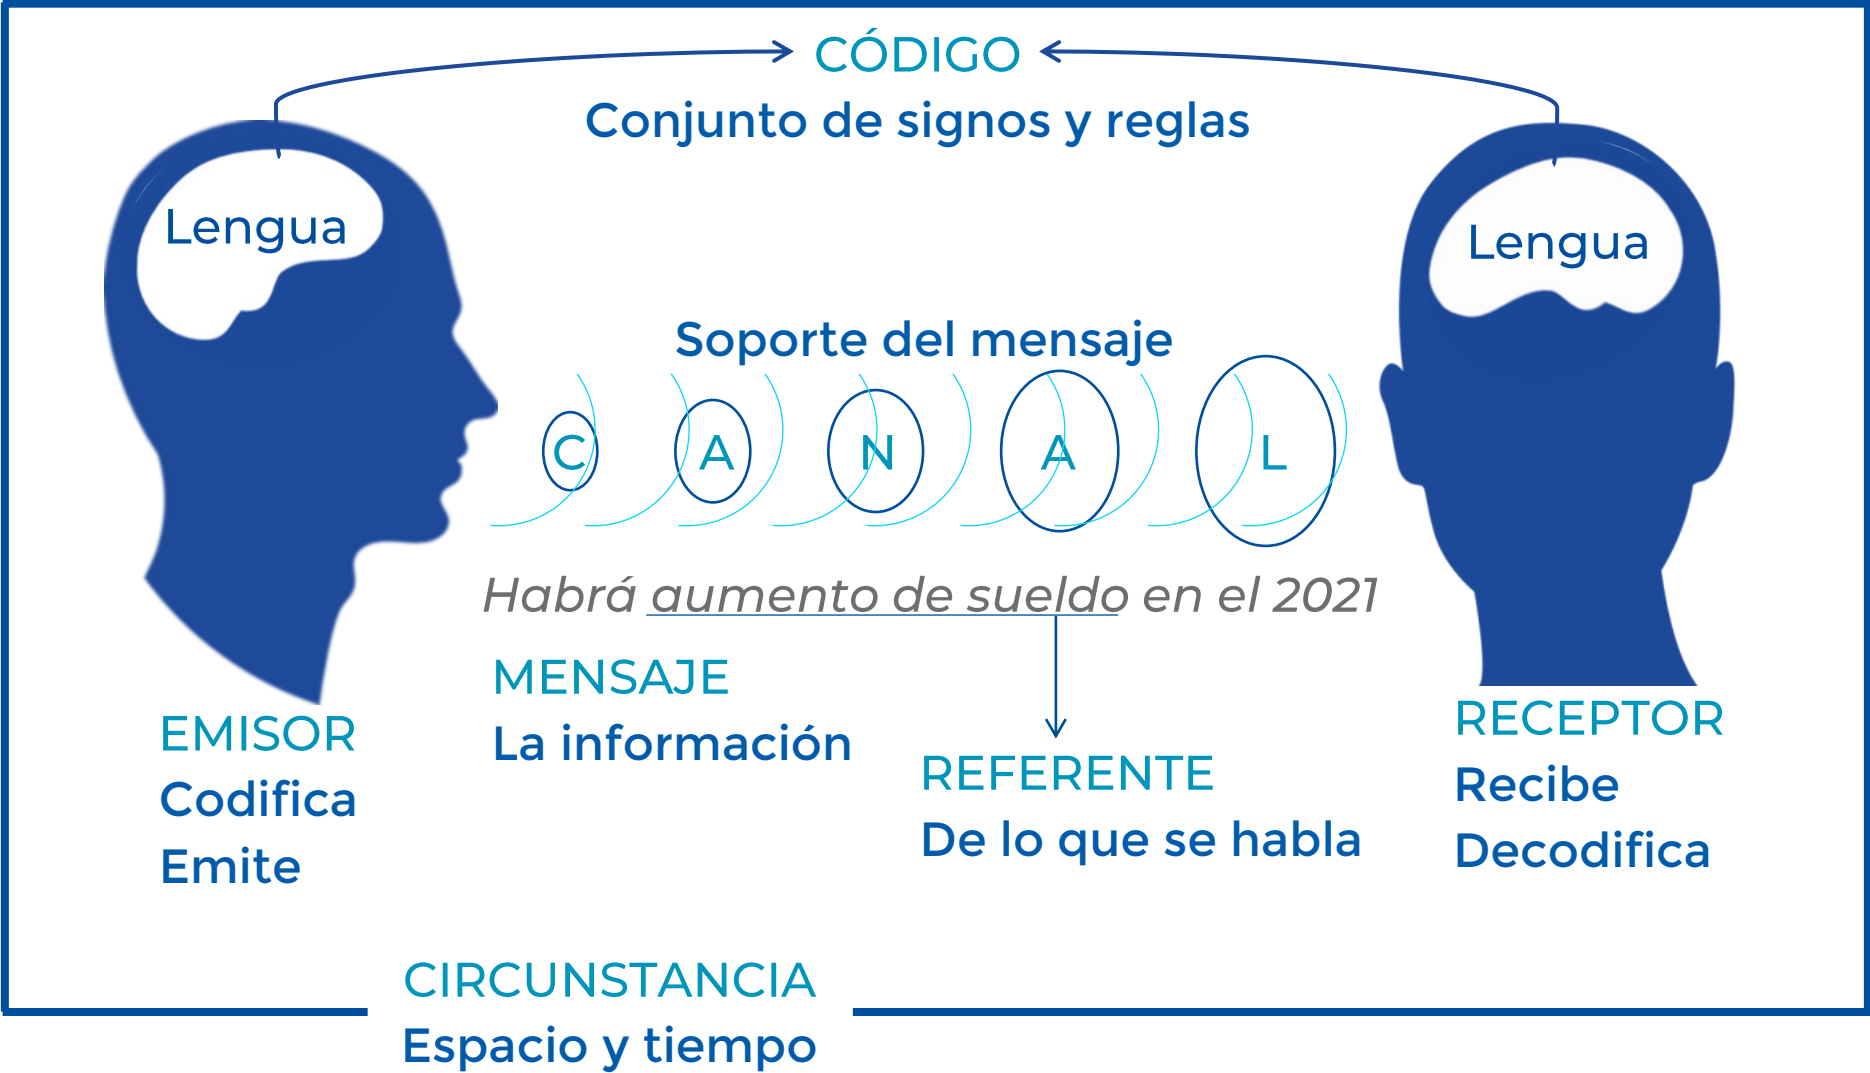 CÓDIGO
Conjunto de signos y reglas
Lengua
Lengua
Soporte del mensaje
C A N A L
Habrá aumento de sueldo en el 2021
MENSAJE
La información
REFERENTE
De lo que se habla
EMISOR
Codifica
Emite
RECEPTOR
Recibe
Decodifica
CIRCUNSTANCIA
Espacio y tiempo